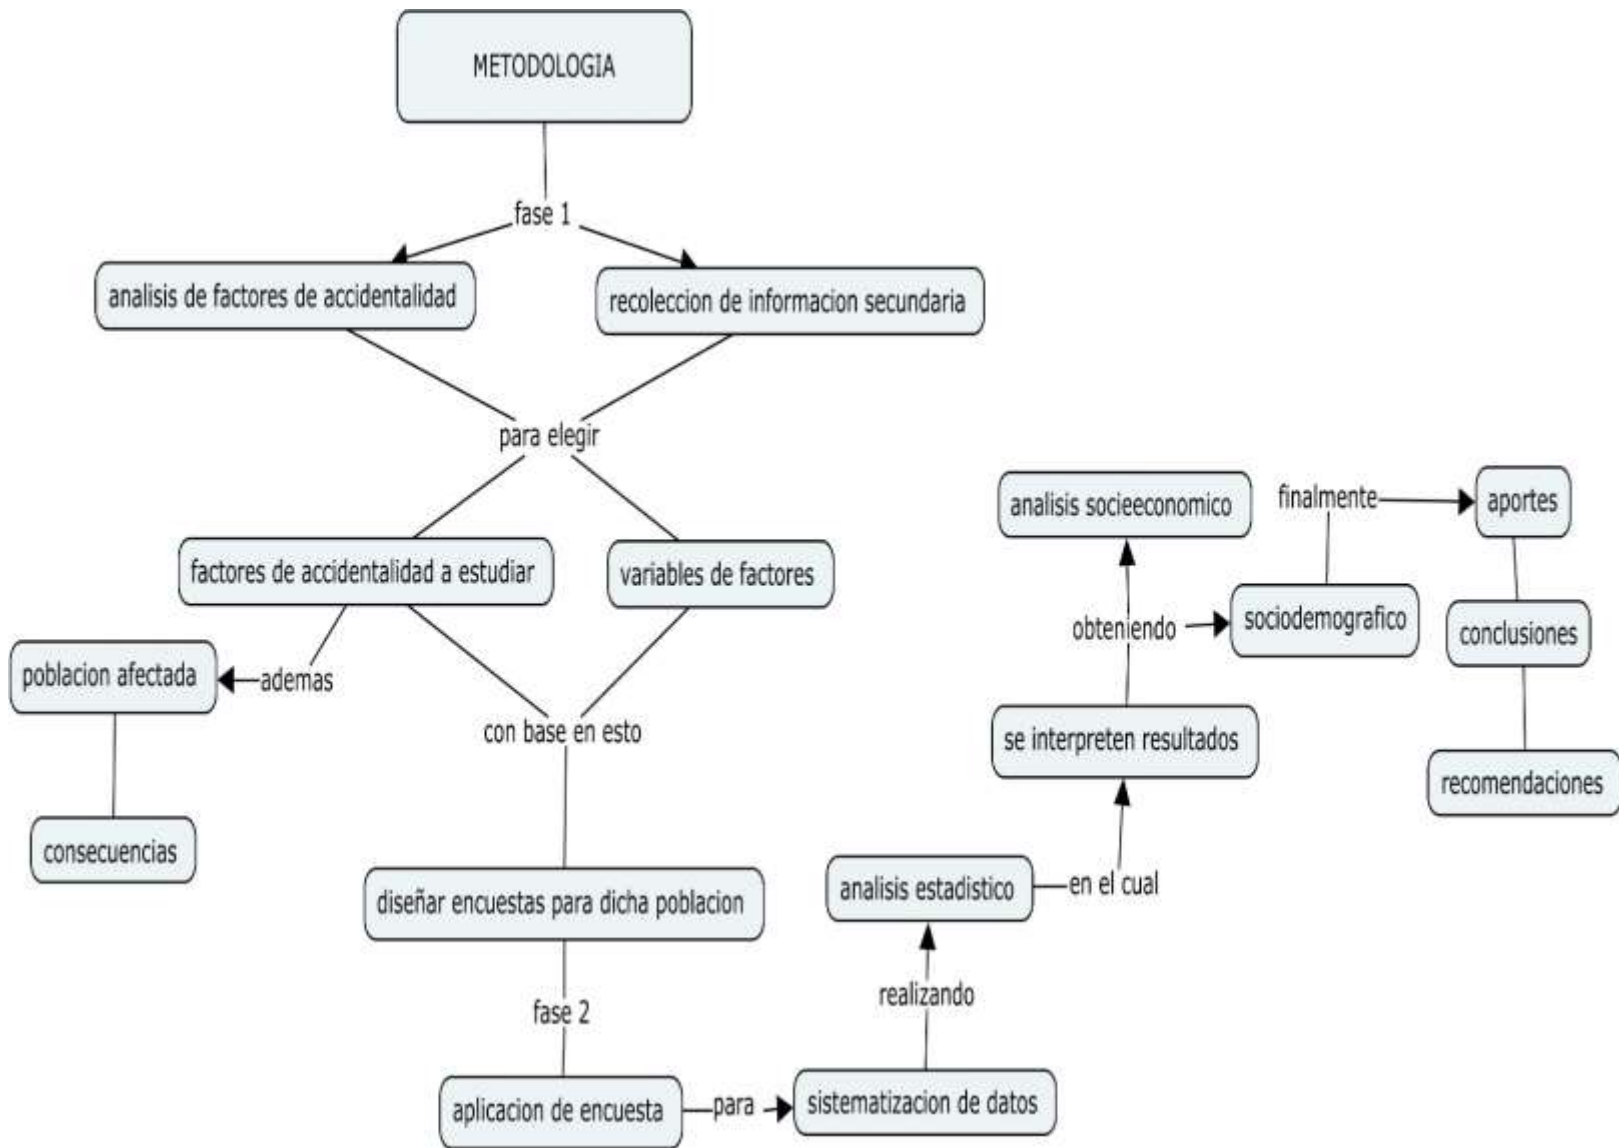 METODOLOGIA
fase 1
analisis de factores de accidentalidad
recoleccion de informacion secundaria
para elegir
factores de accidentalidad a estudiar
variables de factores
poblacion afectada
ademas
con base en esto
consecuencias
diseñar encuestas para dicha poblacion
fase 2
aplicacion de encuesta
para
sistematizacion de datos
realizando
analisis estadistico
en el cual
se interpreten resultados
obteniendo
analisis socieeconomico
sociodemografico
finalmente
aportes
conclusiones
recomendaciones